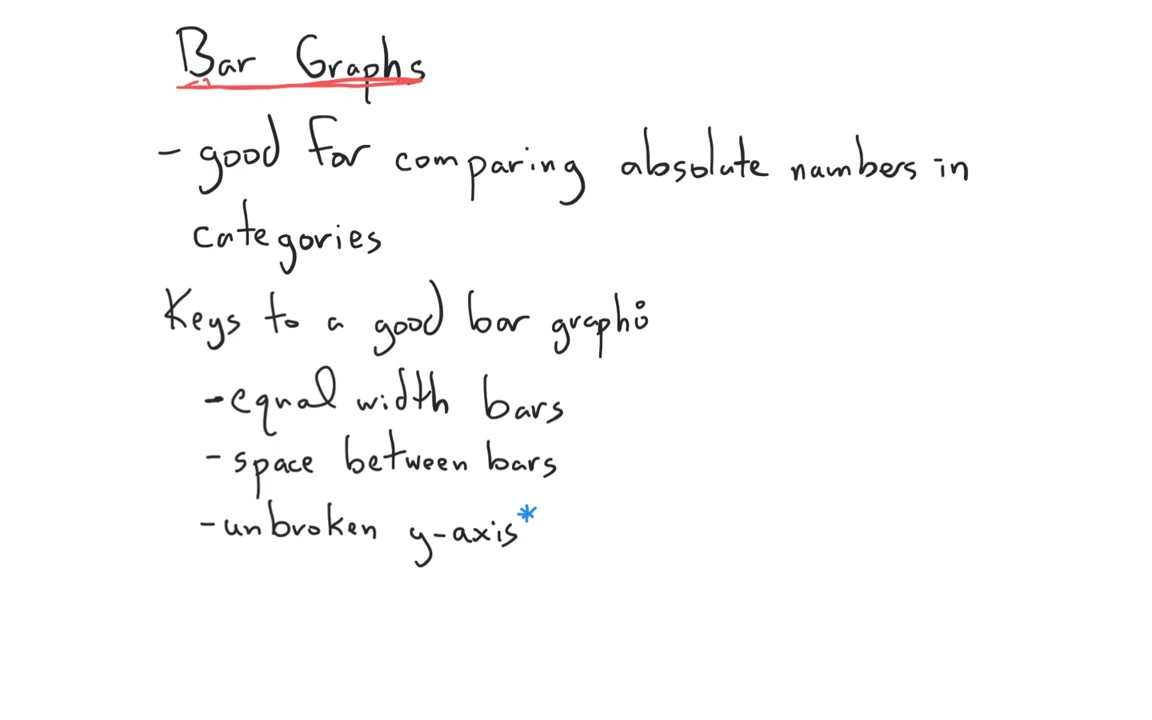 Bar Graphs
- good for comparing absolute numbers in
categories
Keys to a good bar graph:
- equal width bars
- space between bars
- unbroken y-axis*